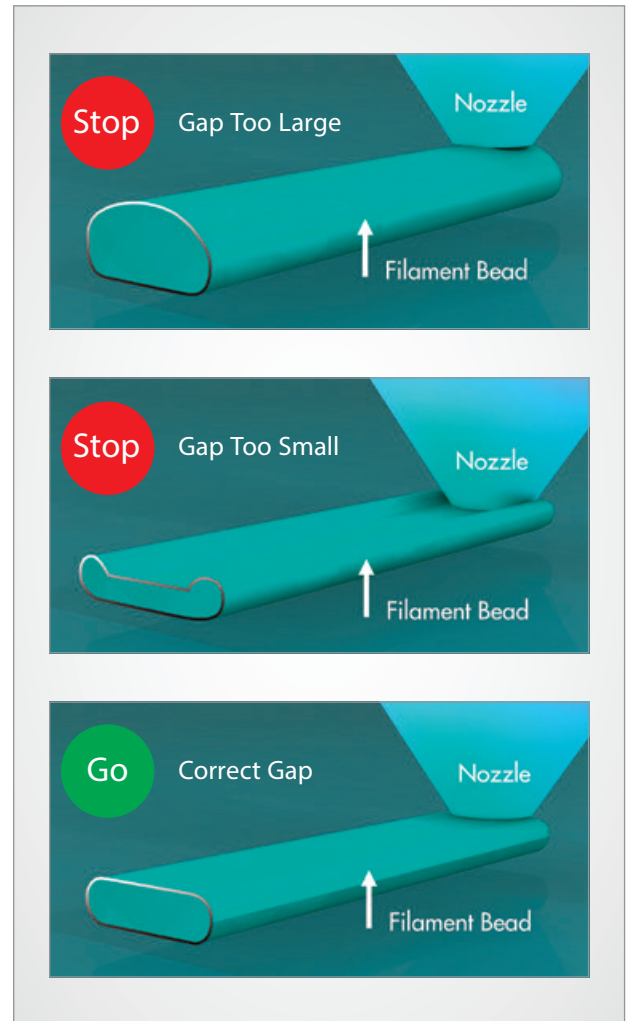 Stop
Gap Too Large
Nozzle
Filament Bead
Stop
Gap Too Small
Nozzle
Filament Bead
Go
Correct Gap
Nozzle
Filament Bead